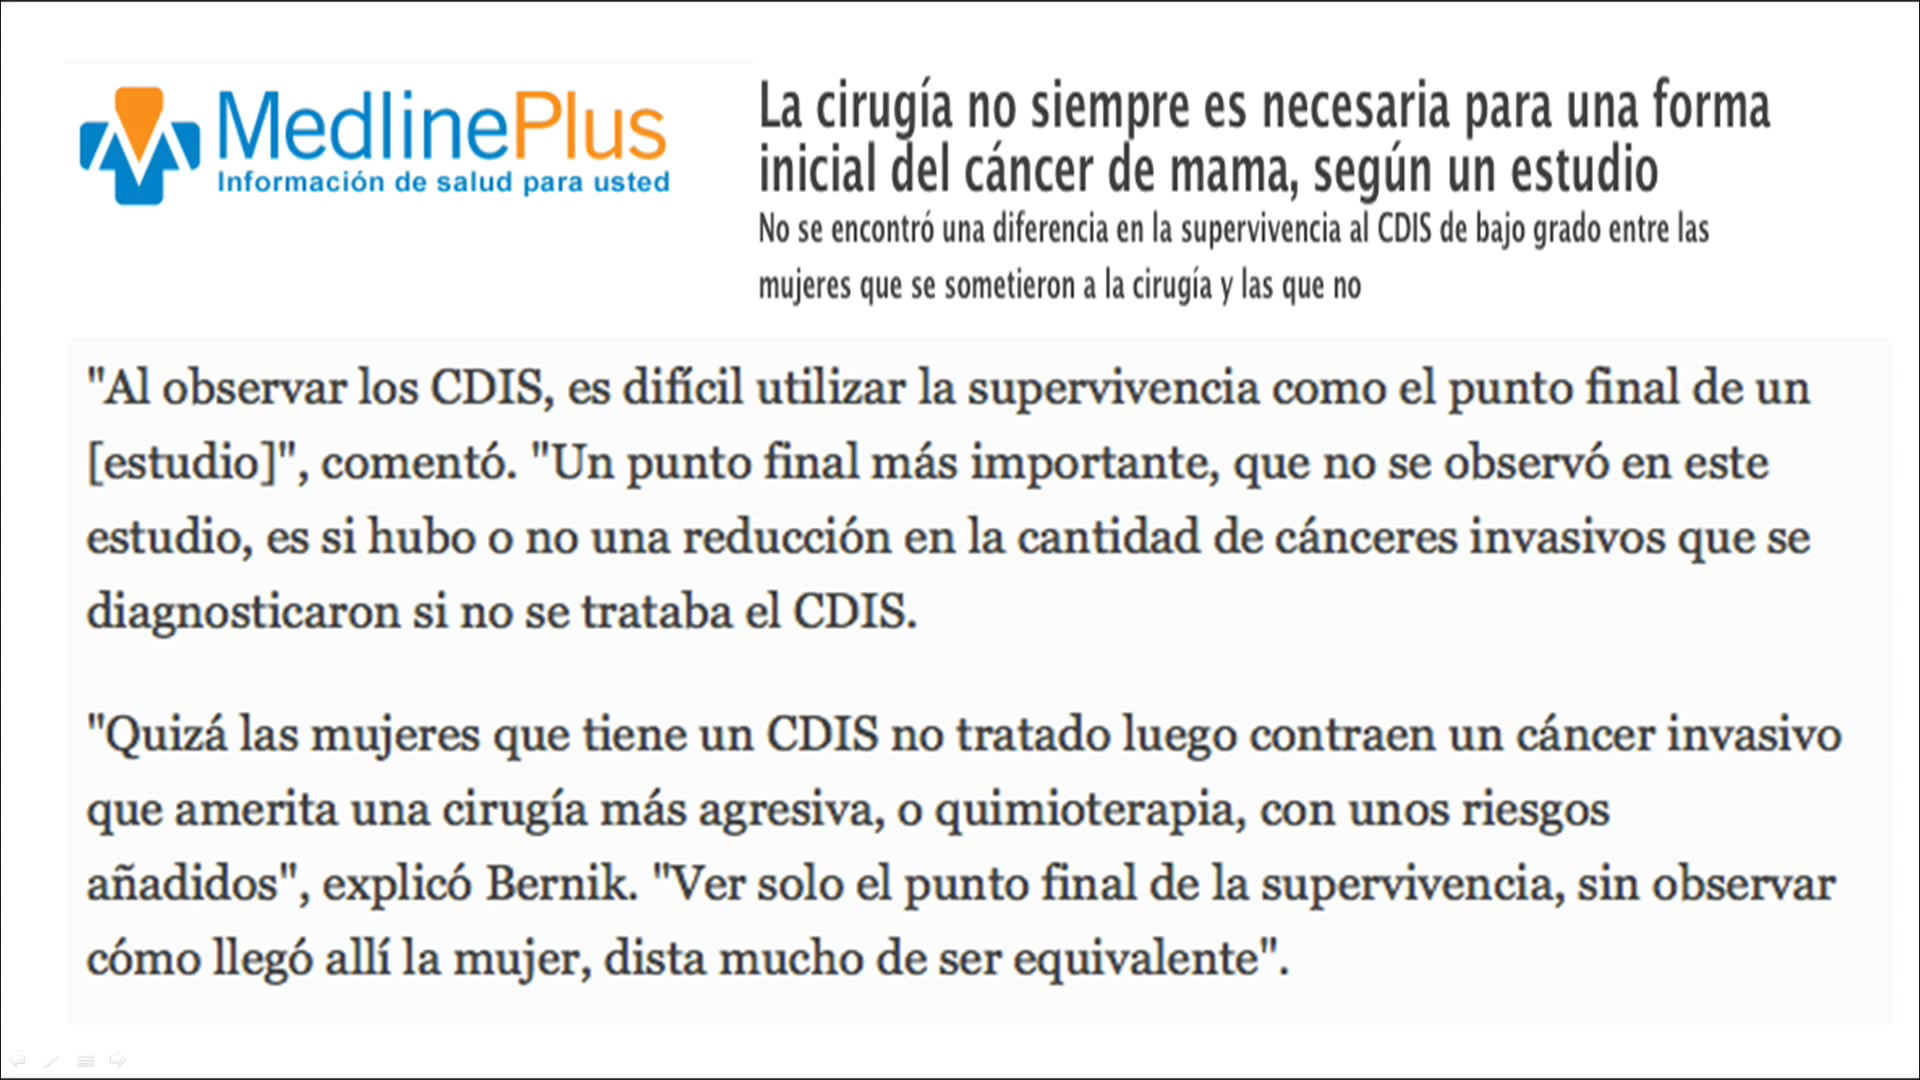 MedlinePlus
Información de salud para usted
La cirugía no siempre es necesaria para una forma
inicial del cáncer de mama, según un estudio
No se encontró una diferencia en la supervivencia al CDIS de bajo grado entre las
mujeres que se sometieron a la cirugía y las que no
"Al observar los CDIS, es difícil utilizar la supervivencia como el punto final de un
[estudio]", comentó. "Un punto final más importante, que no se observó en este
estudio, es si hubo o no una reducción en la cantidad de cánceres invasivos que se
diagnosticaron si no se trataba el CDIS.
"Quizá las mujeres que tiene un CDIS no tratado luego contraen un cáncer invasivo
que amerita una cirugía más agresiva, o quimioterapia, con unos riesgos
añadidos", explicó Bernik. "Ver solo el punto final de la supervivencia, sin observar
cómo llegó allí la mujer, dista mucho de ser equivalente".